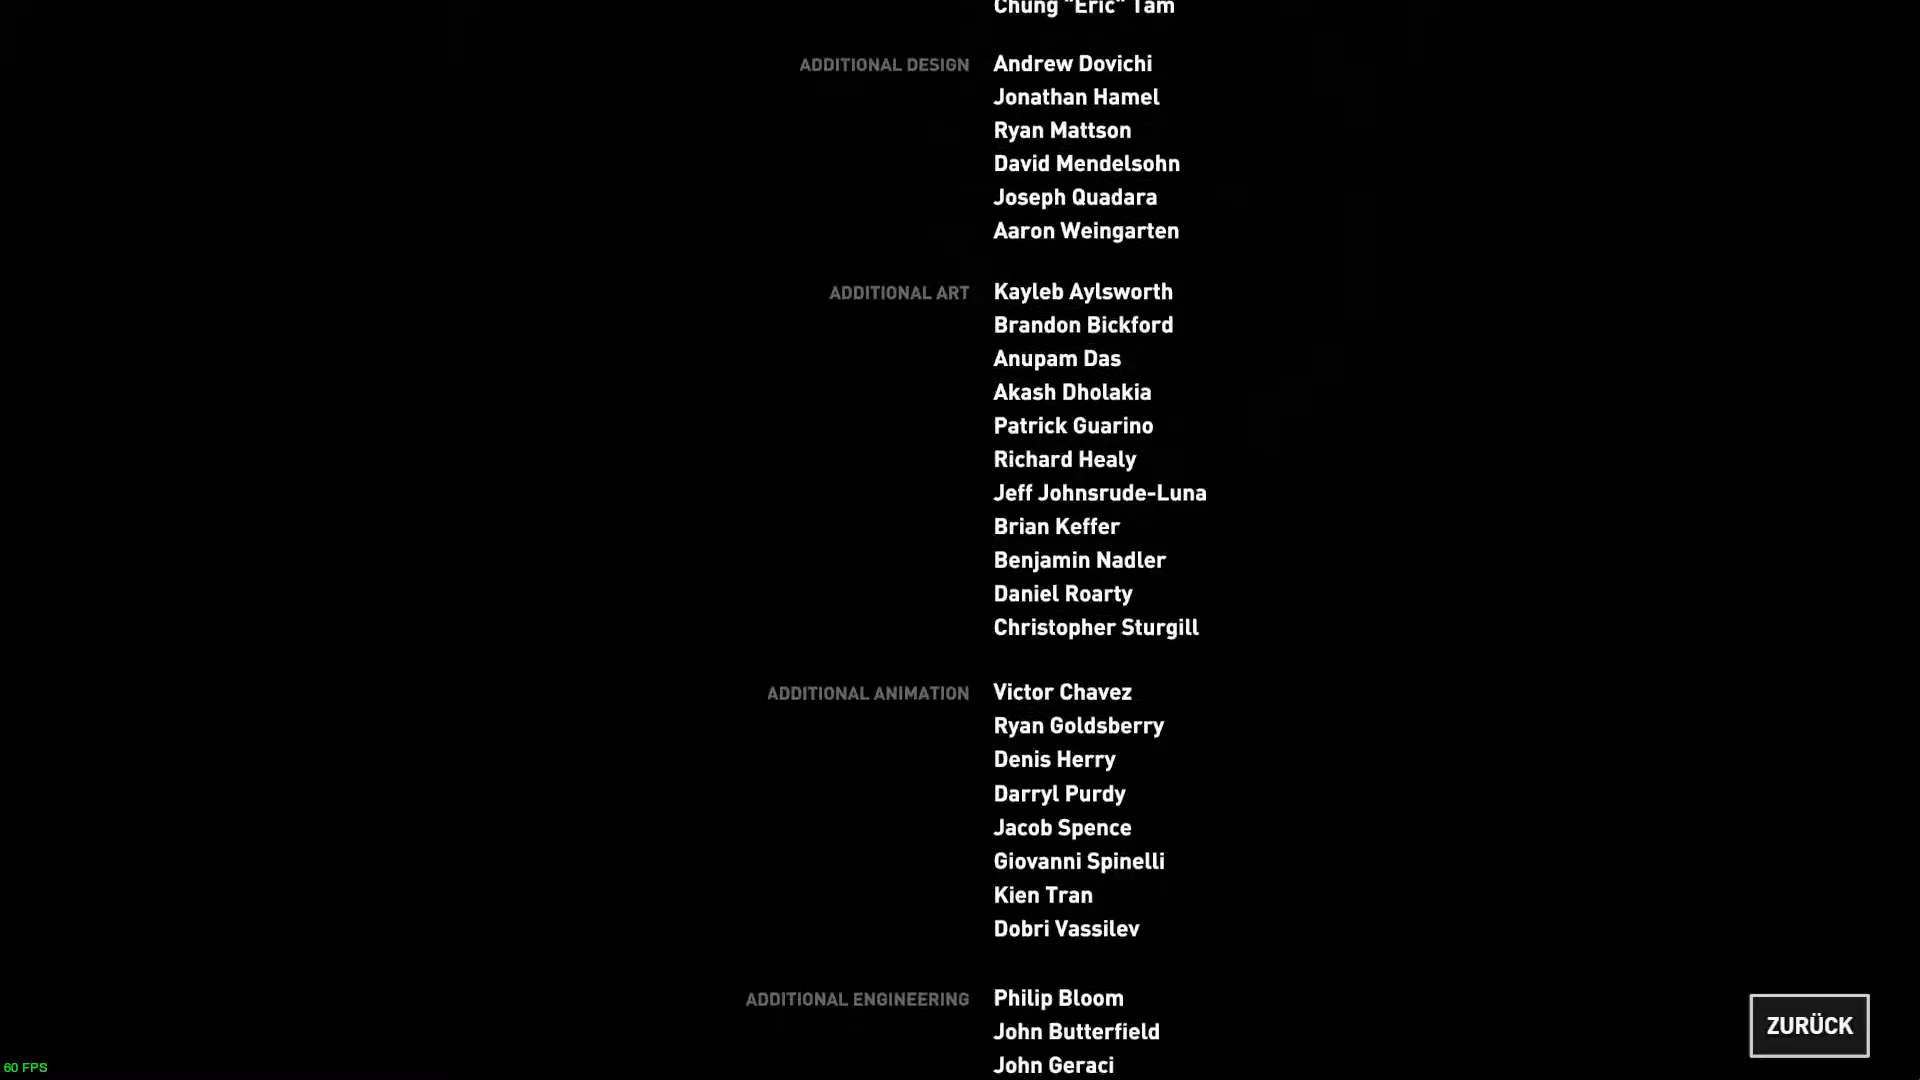 Chung "Eric" Tam
ADDITIONAL DESIGN Andrew Dovichi
Jonathan Hamel
Ryan Mattson
David Mendelsohn
Joseph Quadara
Aaron Weingarten
ADDITIONAL ART Kayleb Aylsworth
Brandon Bickford
Anupam Das
Akash Dholakia
Patrick Guarino
Richard Healy
Jeff Johnsrude-Luna
Brian Keffer
Benjamin Nadler
Daniel Roarty
Christopher Sturgill
ADDITIONAL ANIMATION Victor Chavez
Ryan Goldsberry
Denis Herry
Darryl Purdy
Jacob Spence
Giovanni Spinelli
Kien Tran
Dobri Vassilev
ADDITIONAL ENGINEERING Philip Bloom
John Butterfield
John Geraci
ZURÜCK
60 FPS